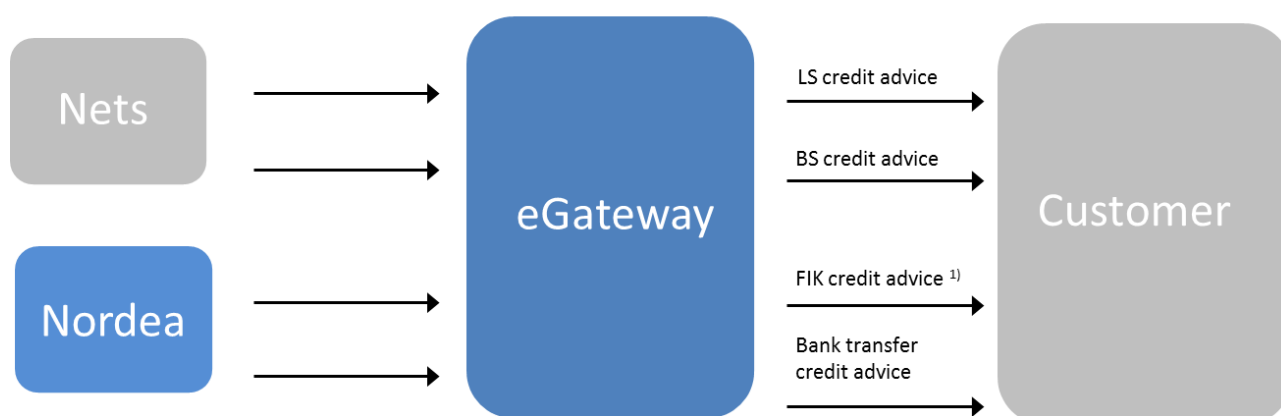 Nets
Nordea
eGateway
LS credit advice
BS credit advice
FIK credit advice 1)
Bank transfer
credit advice
Customer